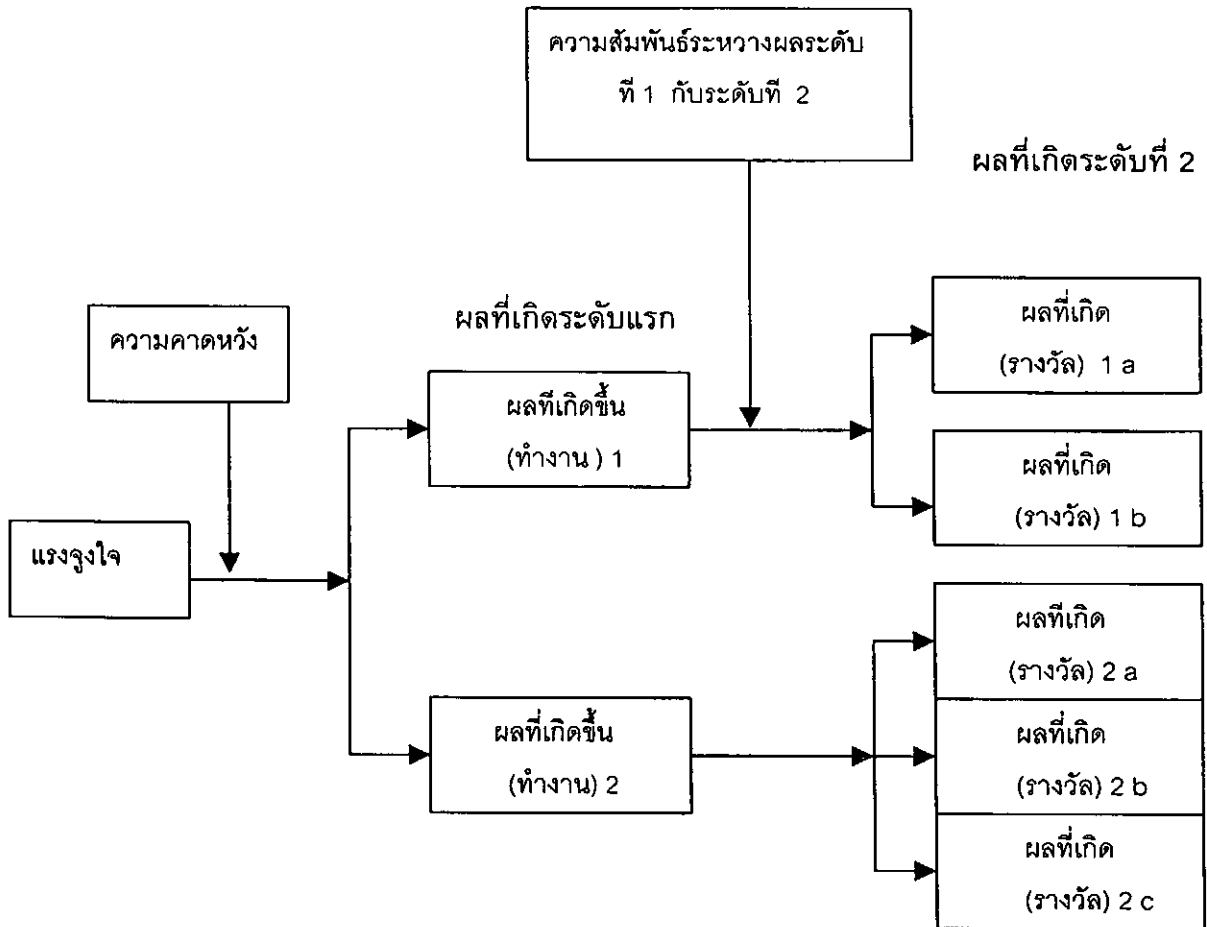 ความสัมพันธ์ระหวางผลระดับ
ที 1 กับระดับที 2
ผลที่เกิดระดับที่ 2
ความคาดหวัง
ผลที่เกิดระดับแรก
ผลที่เกิด
(รางวัล) 1 a
ผลทีเกิดขึ้น
(ทำงาน ) 1
ผลที่เกิด
(รางวัล) 1 b
แรงจูงใจ
ผลทีเกิด
(รางวัล) 2 a
ผลที่เกิดขึ้น
(ทำงาน) 2
ผลที่เกิด
(รางวัล) 2 b
ผลที่เกิด
(รางวัล) 2 c